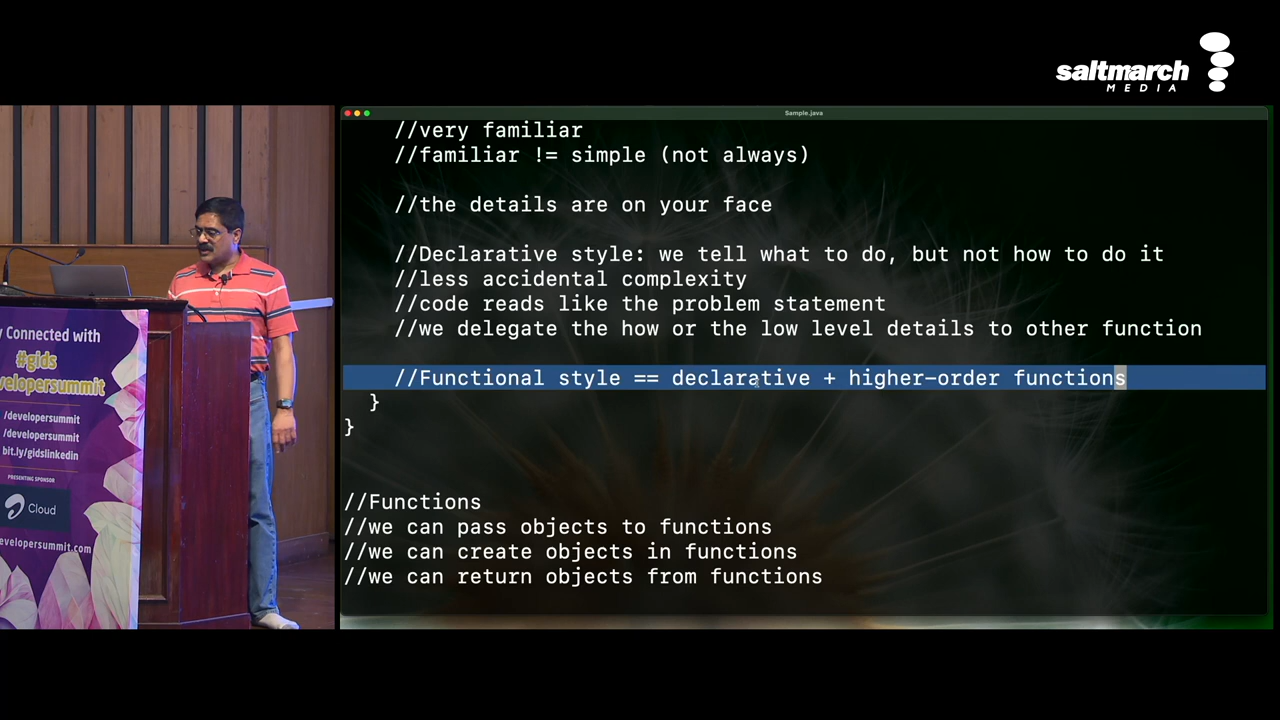 saltmarch
MEDIA
Sample.java
//very familiar
//familiar != simple (not always)
//the details are on your face
//Declarative style: we tell what to do, but not how to do it
//less accidental complexity
//code reads like the problem statement
//we delegate the how or the low level details to other function
//Functional style == declarative + higher-order functions
}
}
//Functions
//we can pass objects to functions
//we can create objects in functions
//we can return objects from functions
Connected with
#gids
/developersummit
/developersummit
bit.ly/gidslinkedin
PRESENTING SPONSOR
Cloud